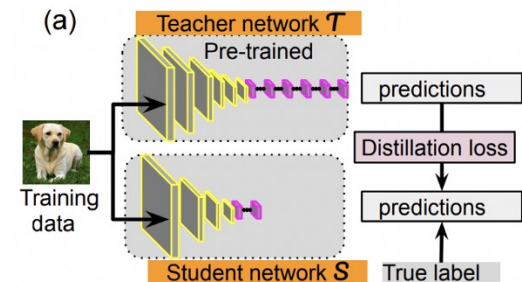 (a)
Teacher network 𝒯
Pre-trained
Training
data
Student network 𝒮
predictions
Distillation loss
predictions
True label